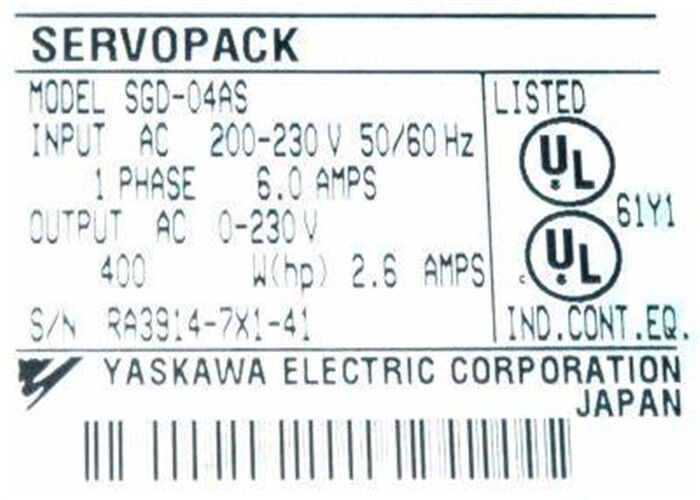 SERVOPACK
MODEL SGD-04AS
INPUT AC 200-230 V 50/60 Hz
1 PHASE 6.0 AMPS
OUTPUT AC 0-230 V
400 W(hp) 2.6 AMPS
S/N RA3914-7X1-41
LISTED
UL
61Y1
c UL
IND.CONT.EQ.
YASKAWA ELECTRIC CORPORATION
JAPAN